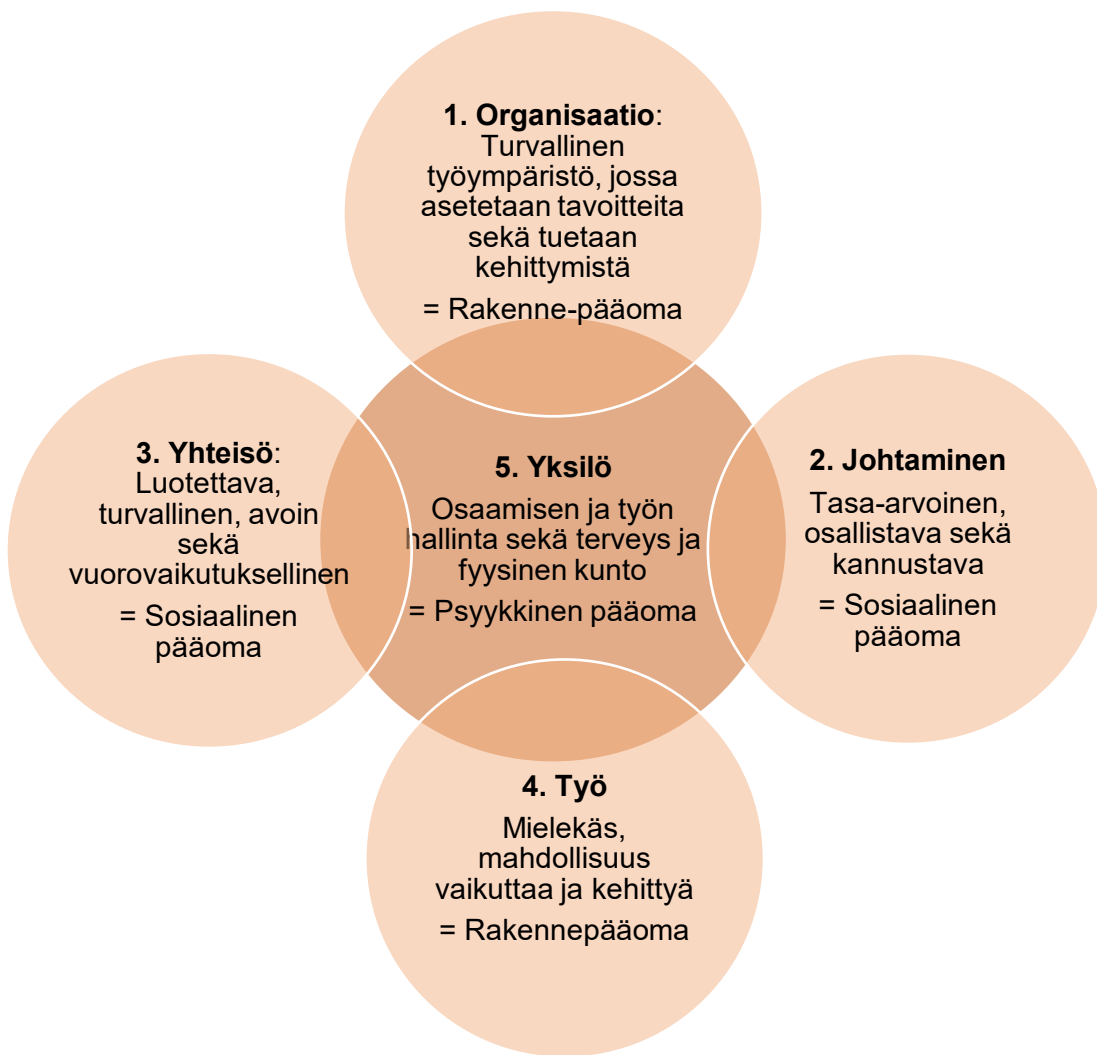 1. Organisaatio:
Turvallinen
työympäristö, jossa
asetetaan tavoitteita
sekä tuetaan
kehittymistä
= Rakenne-pääoma
3. Yhteisö:
Luotettava,
turvallinen, avoin
sekä
vuorovaikutuksellinen
= Sosiaalinen
pääoma
5. Yksilö
Osaamisen ja työn
hallinta sekä terveys ja
fyysinen kunto
= Psyykkinen pääoma
2. Johtaminen
Tasa-arvoinen,
osallistava sekä
kannustava
= Sosiaalinen
pääoma
4. Työ
Mielekäs,
mahdollisuus
vaikuttaa ja kehittyä
= Rakennepääoma